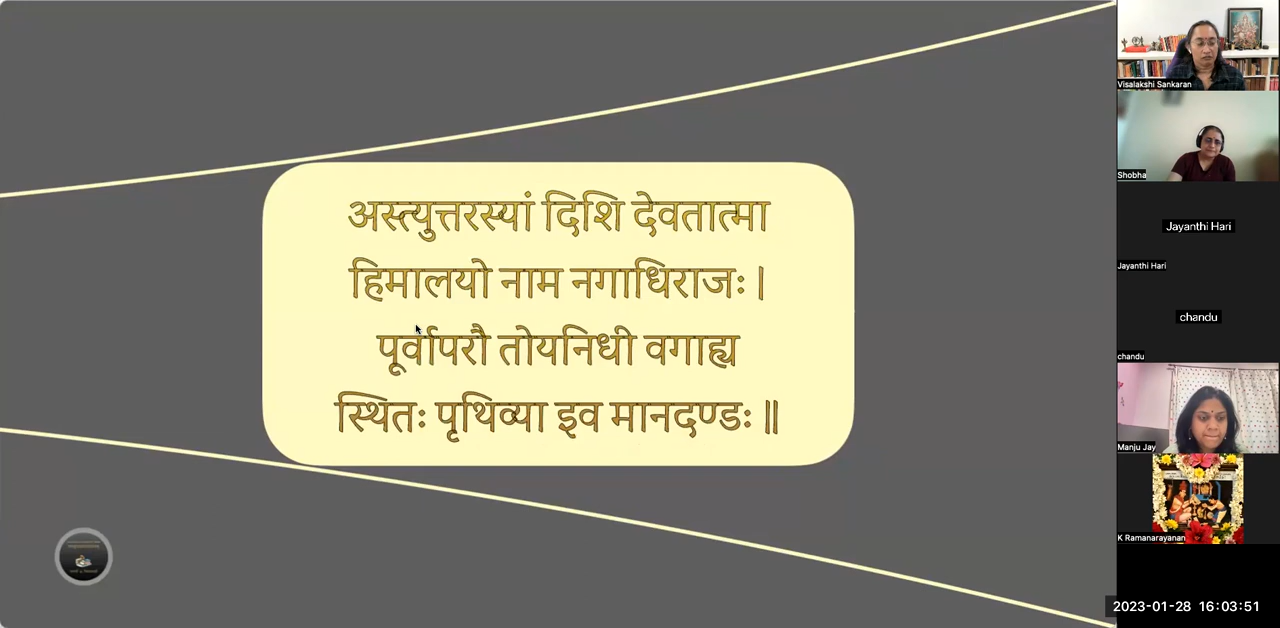 अस्त्युत्तरस्यां दिशि देवतात्मा
हिमालयो नाम नगाधिराजः ।
पूर्वापरौ तोयनिधी वगाह्य
स्थितः पृथिव्या इव मानदण्डः ॥
Visalakshi Sankaran
Shobha
Jayanthi Hari
Jayanthi Hari
chandu
chandu
Manju Jay
K Ramanarayanan
2023-01-28 16:03:51